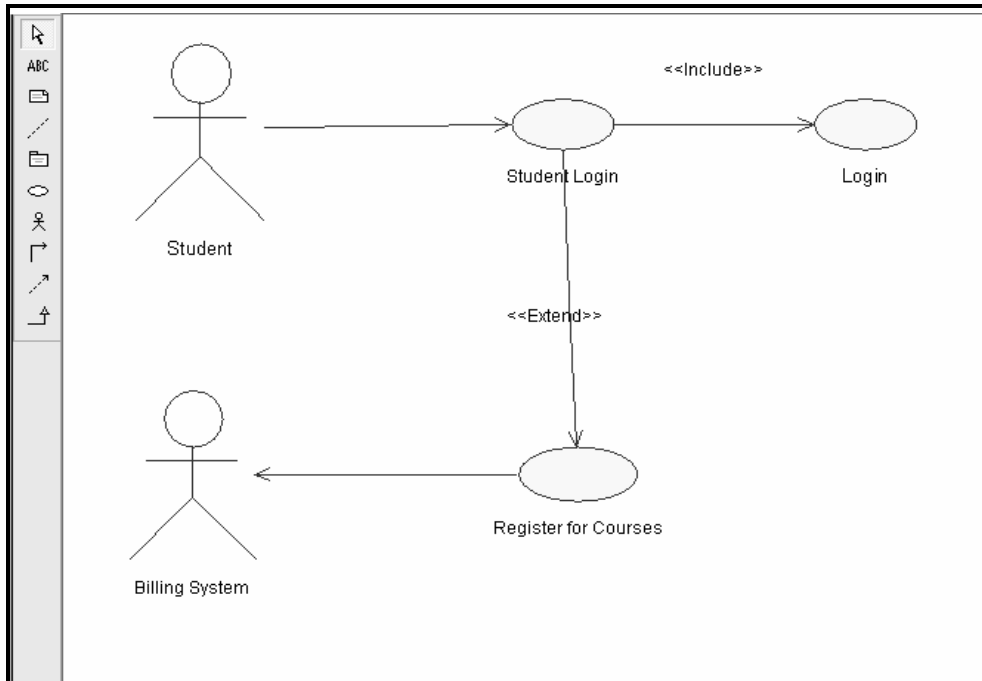 ABC
<<Include>>
Student Login
Login
Student
<<Extend>>
Register for Courses
Billing System